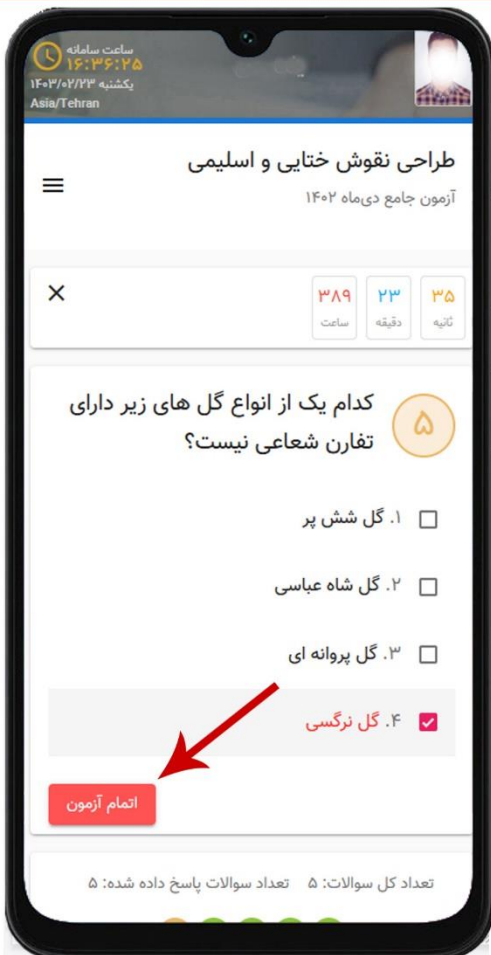 ساعت سامانه
۱۶:۳۶:۲۵
یکشنبه ۱۴۰۳/۰۲/۲۳
Asia/Tehran
طراحی نقوش ختایی و اسلیمی
آزمون جامع دی‌ماه ۱۴۰۲
۳۵ ۲۳ ۳۸۹
ثانیه دقیقه ساعت
۵
کدام یک از انواع گل های زیر دارای
تفارن شعاعی نیست؟
۱. گل شش پر
۲. گل شاه عباسی
۳. گل پروانه ای
۴. گل نرگسی
اتمام آزمون
تعداد کل سوالات: ۵ تعداد سوالات پاسخ داده شده: ۵